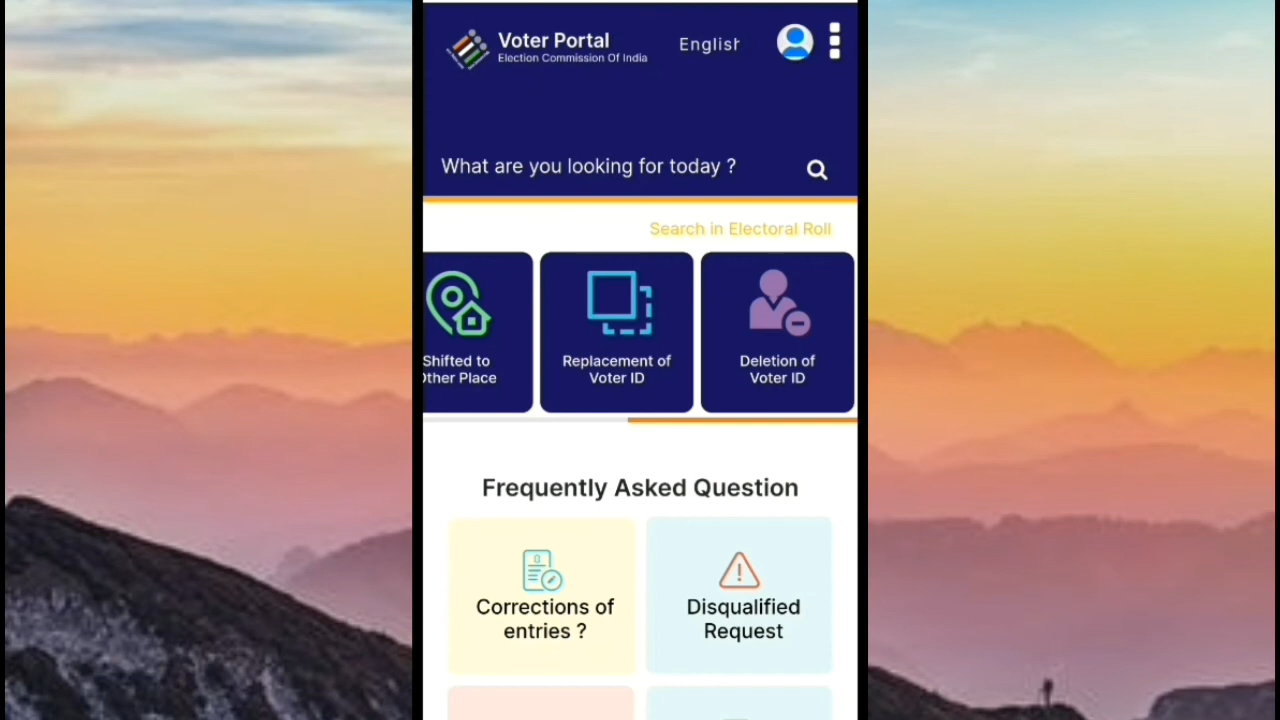 Voter Portal
Election Commission Of India
English
What are you looking for today ?
Search in Electoral Roll
Shifted to
Other Place
Replacement of
Voter ID
Deletion of
Voter ID
Frequently Asked Question
Corrections of
entries ?
Disqualified
Request